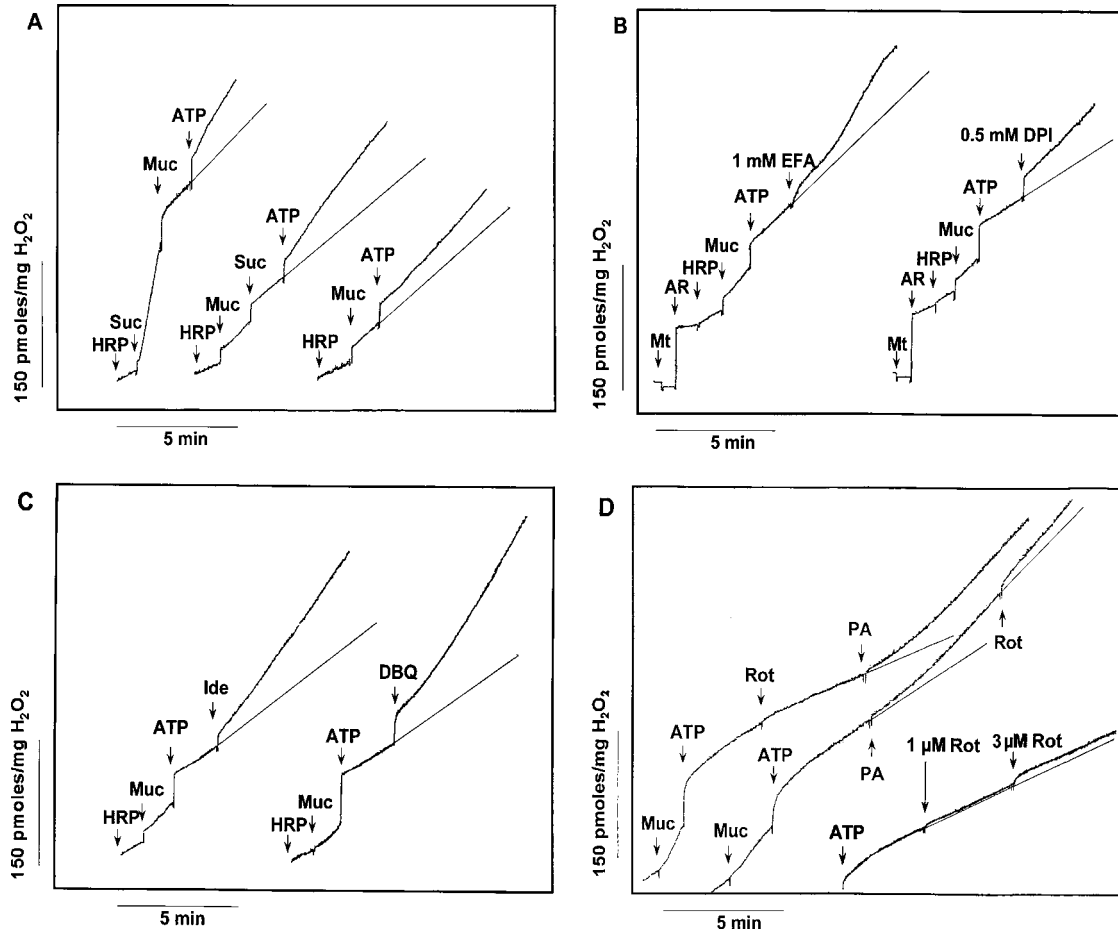 A
150 pmoles/mg H₂O₂
HRP
Suc
Muc
ATP
HRP
Muc
Suc
ATP
HRP
Muc
ATP
5 min
B
150 pmoles/mg H₂O₂
Mt
AR
HRP
Muc
ATP
1 mM EFA
Mt
AR
HRP
Muc
ATP
0.5 mM DPI
5 min
C
150 pmoles/mg H₂O₂
HRP
Muc
ATP
Ide
HRP
Muc
ATP
DBQ
5 min
D
150 pmoles/mg H₂O₂
Muc
ATP
Rot
PA
Muc
ATP
PA
Rot
ATP
1 µM Rot
3 µM Rot
5 min